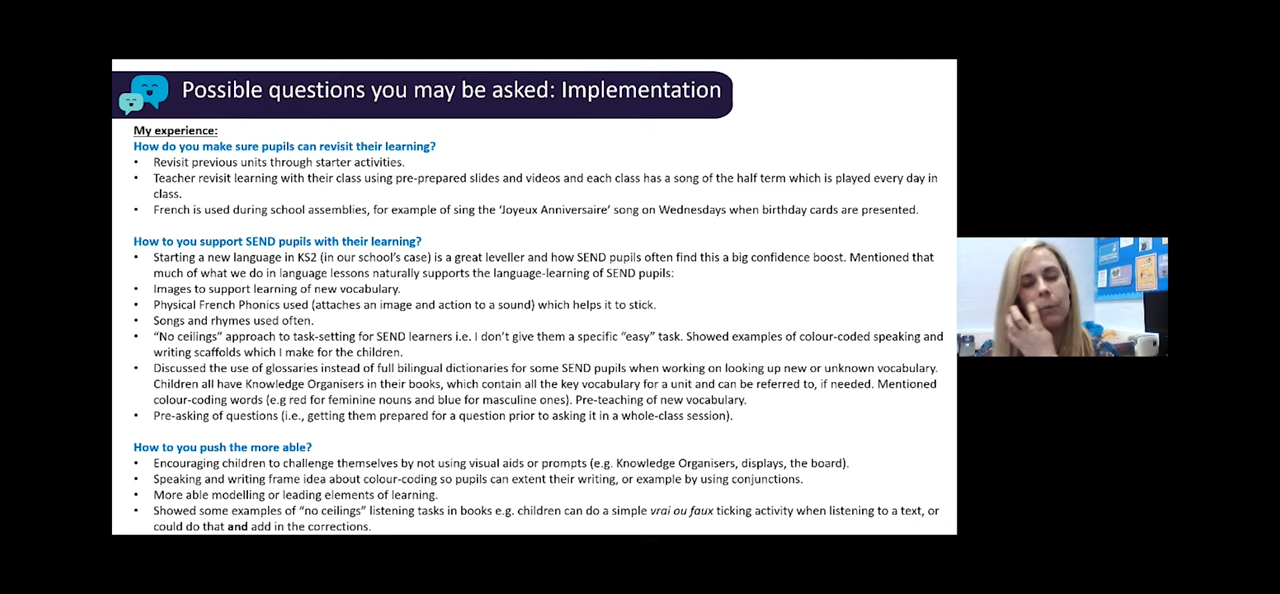 Possible questions you may be asked: Implementation
My experience:
How do you make sure pupils can revisit their learning?
• Revisit previous units through starter activities.
• Teacher revisit learning with their class using pre-prepared slides and videos and each class has a song of the half term which is played every day in
class.
• French is used during school assemblies, for example of sing the ‘Joyeux Anniversaire’ song on Wednesdays when birthday cards are presented.
How to you support SEND pupils with their learning?
• Starting a new language in KS2 (in our school’s case) is a great leveller and how SEND pupils often find this a big confidence boost. Mentioned that
much of what we do in language lessons naturally supports the language-learning of SEND pupils:
• Images to support learning of new vocabulary.
• Physical French Phonics used (attaches an image and action to a sound) which helps it to stick.
• Songs and rhymes used often.
• “No ceilings” approach to task-setting for SEND learners i.e. I don’t give them a specific “easy” task. Showed examples of colour-coded speaking and
writing scaffolds which I make for the children.
• Discussed the use of glossaries instead of full bilingual dictionaries for some SEND pupils when working on looking up new or unknown vocabulary.
Children all have Knowledge Organisers in their books, which contain all the key vocabulary for a unit and can be referred to, if needed. Mentioned
colour-coding words (e.g red for feminine nouns and blue for masculine ones). Pre-teaching of new vocabulary.
• Pre-asking of questions (i.e., getting them prepared for a question prior to asking it in a whole-class session).
How to you push the more able?
• Encouraging children to challenge themselves by not using visual aids or prompts (e.g. Knowledge Organisers, displays, the board).
• Speaking and writing frame idea about colour-coding so pupils can extent their writing, or example by using conjunctions.
• More able modelling or leading elements of learning.
• Showed some examples of “no ceilings” listening tasks in books e.g. children can do a simple vrai ou faux ticking activity when listening to a text, or
could do that and add in the corrections.